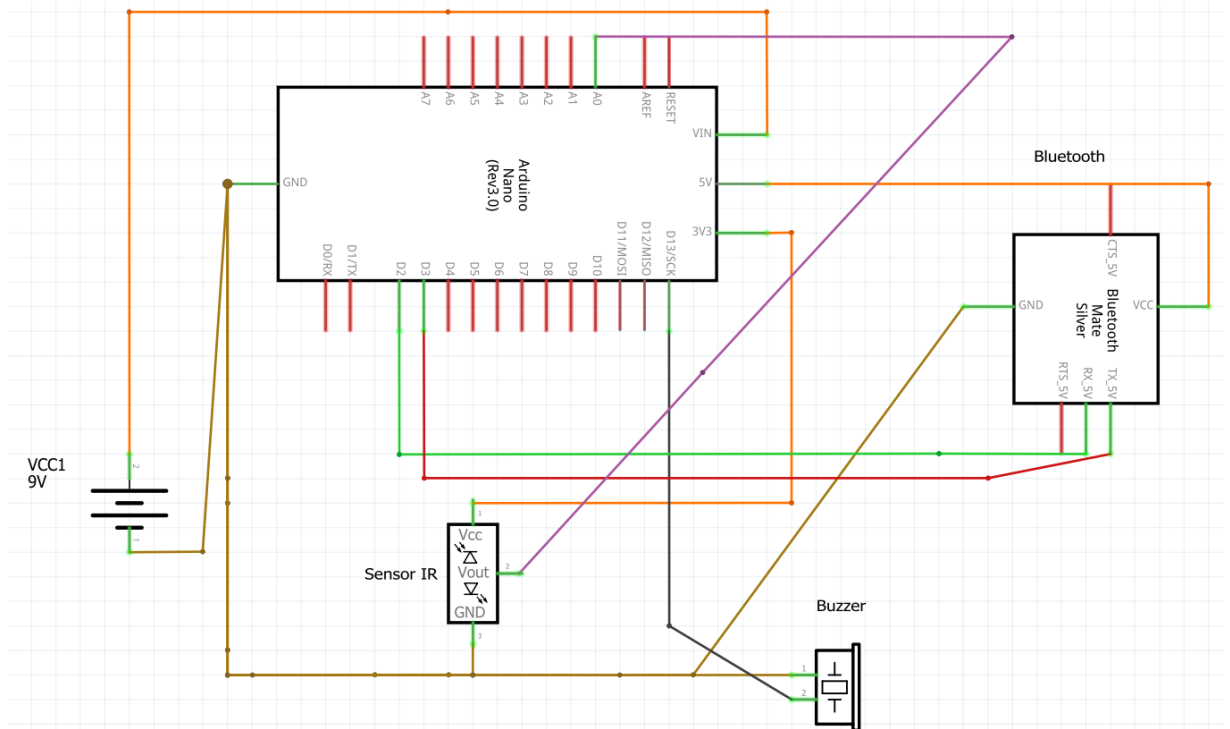 A7
A6
A5
A4
A3
A2
A1
A0
AREF
RESET
VIN
Bluetooth
GND
Arduino
Nano
(Rev3.0)
5V
3V3
D0/RX
D1/TX
D2
D3
D4
D5
D6
D7
D8
D9
D10
D11/MOSI
D12/MISO
D13/SCK
CTS_5V
GND
Bluetooth
Mate
Silver
VCC
RTS_5V
RX_5V
TX_5V
VCC1
9V
2
1
1
Vcc
Sensor IR
Vout
2
GND
3
Buzzer
1
2